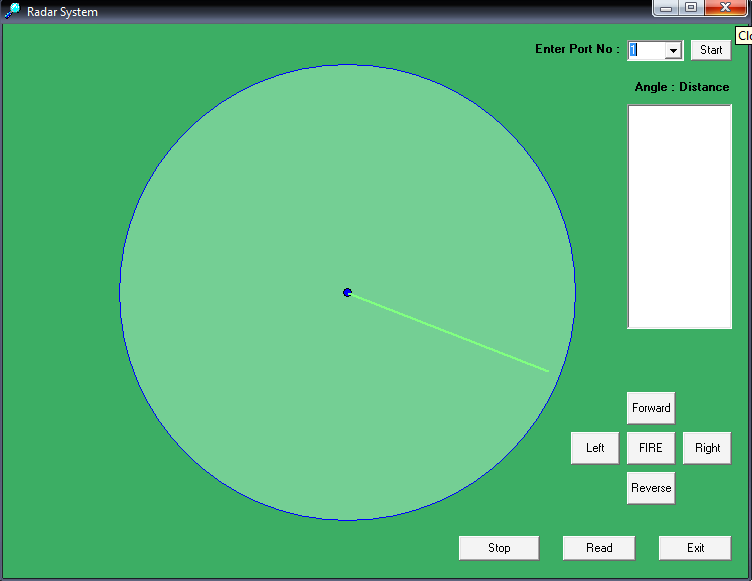 Radar System
Clo
Enter Port No : 1 Start
Angle : Distance
Forward
Left FIRE Right
Reverse
Stop Read Exit